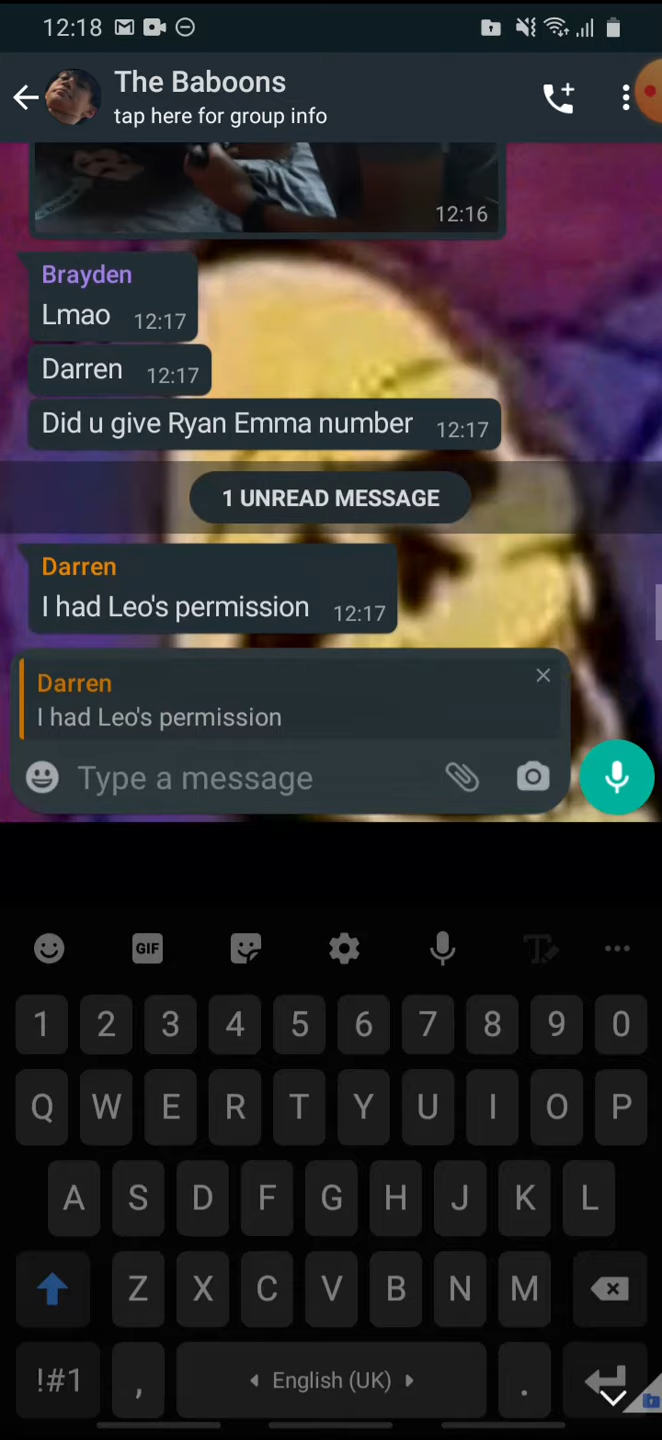 12:18
The Baboons
tap here for group info
12:16
Brayden
Lmao 12:17
Darren 12:17
Did u give Ryan Emma number 12:17
1 UNREAD MESSAGE
Darren
I had Leo's permission 12:17
Darren
I had Leo's permission
Type a message
GIF
1 2 3 4 5 6 7 8 9 0
Q W E R T Y U I O P
A S D F G H J K L
Z X C V B N M
!#1 , English (UK) .